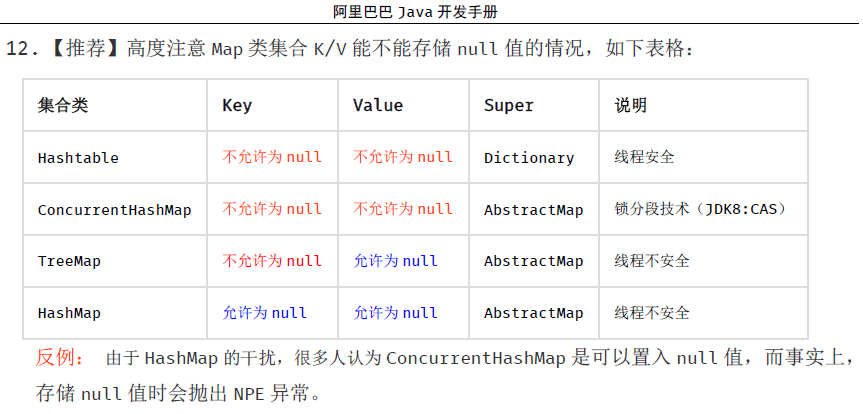 阿里巴巴 Java 开发手册
12.【推荐】高度注意 Map 类集合 K/V 能不能存储 null 值的情况，如下表格：
集合类 Key Value Super 说明
Hashtable 不允许为 null 不允许为 null Dictionary 线程安全
ConcurrentHashMap 不允许为 null 不允许为 null AbstractMap 锁分段技术（JDK8:CAS）
TreeMap 不允许为 null 允许为 null AbstractMap 线程不安全
HashMap 允许为 null 允许为 null AbstractMap 线程不安全
反例： 由于 HashMap 的干扰，很多人认为 ConcurrentHashMap 是可以置入 null 值，而事实上，
存储 null 值时会抛出 NPE 异常。